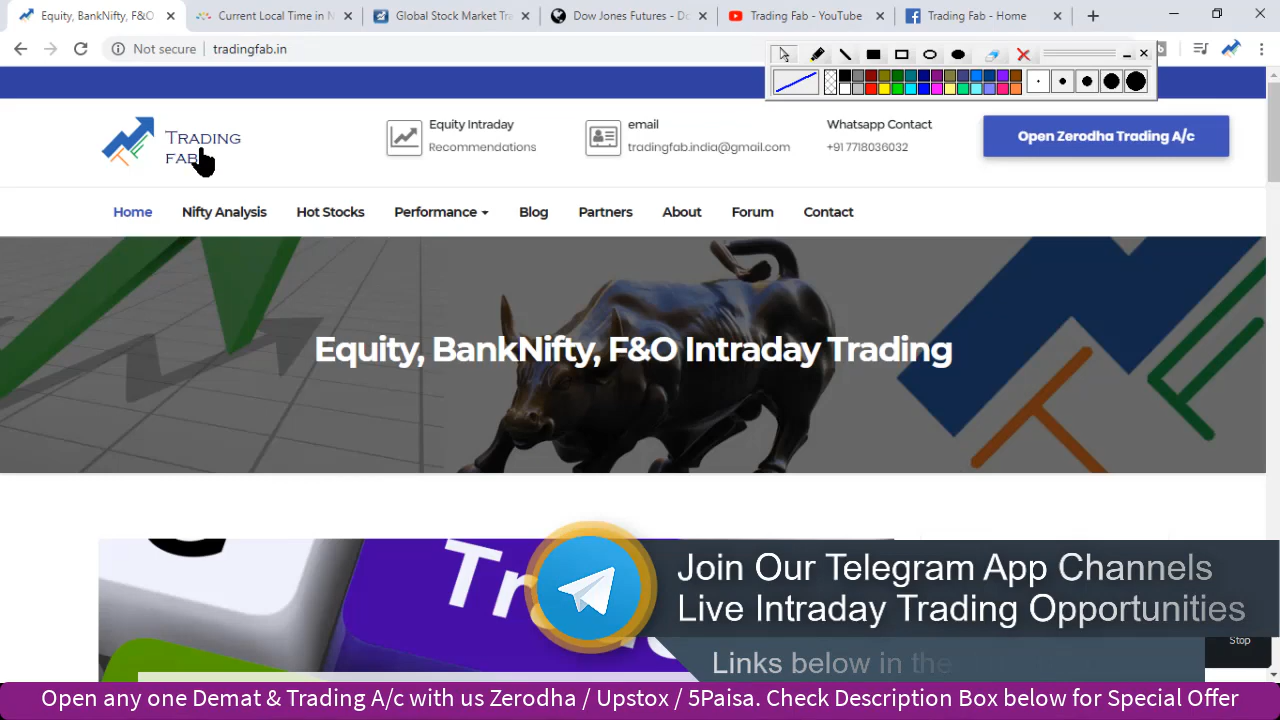 Equity, BankNifty, F&O
Current Local Time in N
Global Stock Market Tra
Dow Jones Futures - Do
Trading Fab - YouTube
Trading Fab - Home
Not secure
tradingfab.in
TRADING
FAB
Equity Intraday
Recommendations
email
tradingfab.india@gmail.com
Whatsapp Contact
+91 7718036032
Open Zerodha Trading A/c
Home
Nifty Analysis
Hot Stocks
Performance
Blog
Partners
About
Forum
Contact
Equity, BankNifty, F&O Intraday Trading
Join Our Telegram App Channels
Live Intraday Trading Opportunities
Links below in the
Stop
Open any one Demat & Trading A/c with us Zerodha / Upstox / 5Paisa. Check Description Box below for Special Offer